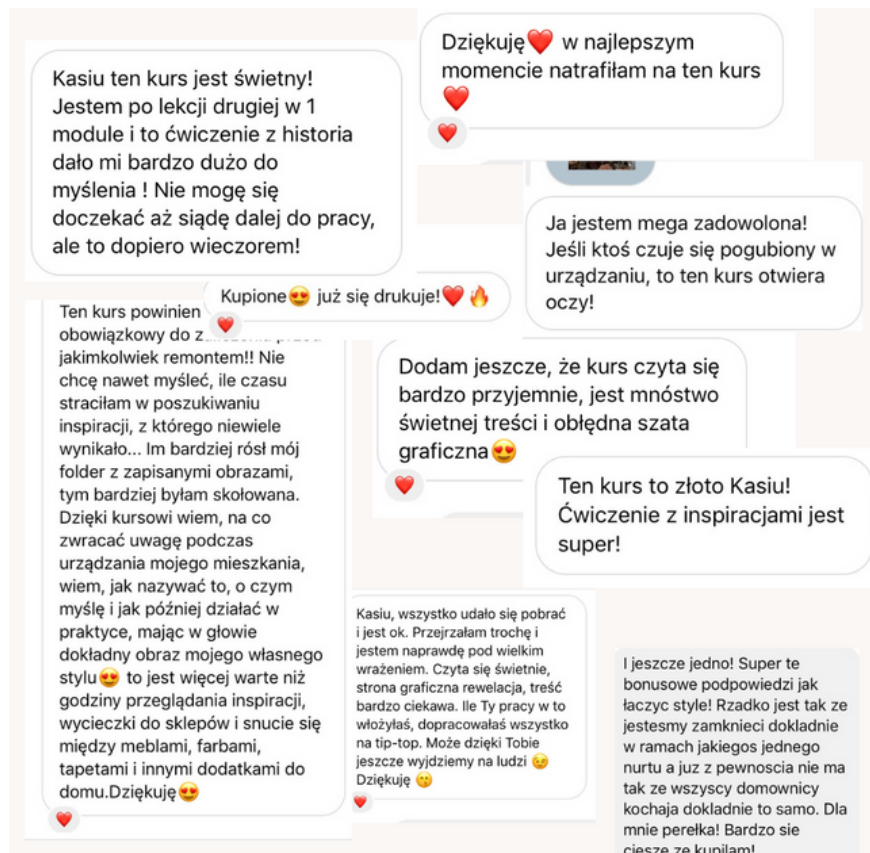 Kasiu ten kurs jest świetny!
Jestem po lekcji drugiej w 1
module i to ćwiczenie z historia
dało mi bardzo dużo do
myślenia ! Nie mogę się
doczekać aż siądę dalej do pracy,
ale to dopiero wieczorem!
Dziękuję❤️ w najlepszym
momencie natrafiłam na ten kurs
❤️
Ja jestem mega zadowolona!
Jeśli ktoś czuje się pogubiony w
urządzaniu, to ten kurs otwiera
oczy!
Kupione😍 już się drukuje!❤️🔥
Ten kurs powinien
obowiązkowy do
jakimkolwiek remontem!! Nie
chcę nawet myśleć, ile czasu
straciłam w poszukiwaniu
inspiracji, z którego niewiele
wynikało... Im bardziej rósł mój
folder z zapisanymi obrazami,
tym bardziej byłam skołowana.
Dzięki kursowi wiem, na co
zwracać uwagę podczas
urządzania mojego mieszkania,
wiem, jak nazywać to, o czym
myślę i jak później działać w
praktyce, mając w głowie
dokładny obraz mojego własnego
stylu😍 to jest więcej warte niż
godziny przeglądania inspiracji,
wycieczki do sklepów i snucie się
między meblami, farbami,
tapetami i innymi dodatkami do
domu.Dziękuję😍
Dodam jeszcze, że kurs czyta się
bardzo przyjemnie, jest mnóstwo
świetnej treści i obłędna szata
graficzna😍
Ten kurs to złoto Kasiu!
Ćwiczenie z inspiracjami jest
super!
Kasiu, wszystko udało się pobrać
i jest ok. Przejrzałam trochę i
jestem naprawdę pod wielkim
wrażeniem. Czyta się świetnie,
strona graficzna rewelacja, treść
bardzo ciekawa. Ile Ty pracy w to
włożyłaś, dopracowałaś wszystko
na tip-top. Może dzięki Tobie
jeszcze wyjdziemy na ludzi 😉
Dziękuję 😙
I jeszcze jedno! Super te
bonusowe podpowiedzi jak
łaczyc style! Rzadko jest tak ze
jestesmy zamknieci dokladnie
w ramach jakiegos jednego
nurtu a juz z pewnoscia nie ma
tak ze wszyscy domownicy
kochaja dokladnie to samo. Dla
mnie perełka! Bardzo sie
ciesze ze kupilam!